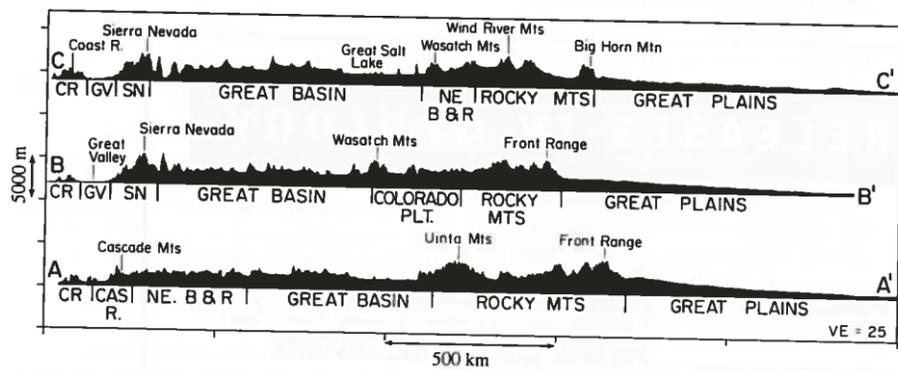 Sierra Nevada
Coast R.
Wind River Mts
Great Salt Lake
Wasatch Mts
Big Horn Mtn
C C'
CR GV SN GREAT BASIN NE B & R ROCKY MTS GREAT PLAINS
Great Valley
Sierra Nevada
Wasatch Mts
Front Range
5000 m
B B'
CR GV SN GREAT BASIN COLORADO PLT. ROCKY MTS GREAT PLAINS
Cascade Mts
Uinta Mts
Front Range
A A'
CR CAS R. NE. B & R GREAT BASIN ROCKY MTS GREAT PLAINS
VE = 25
500 km